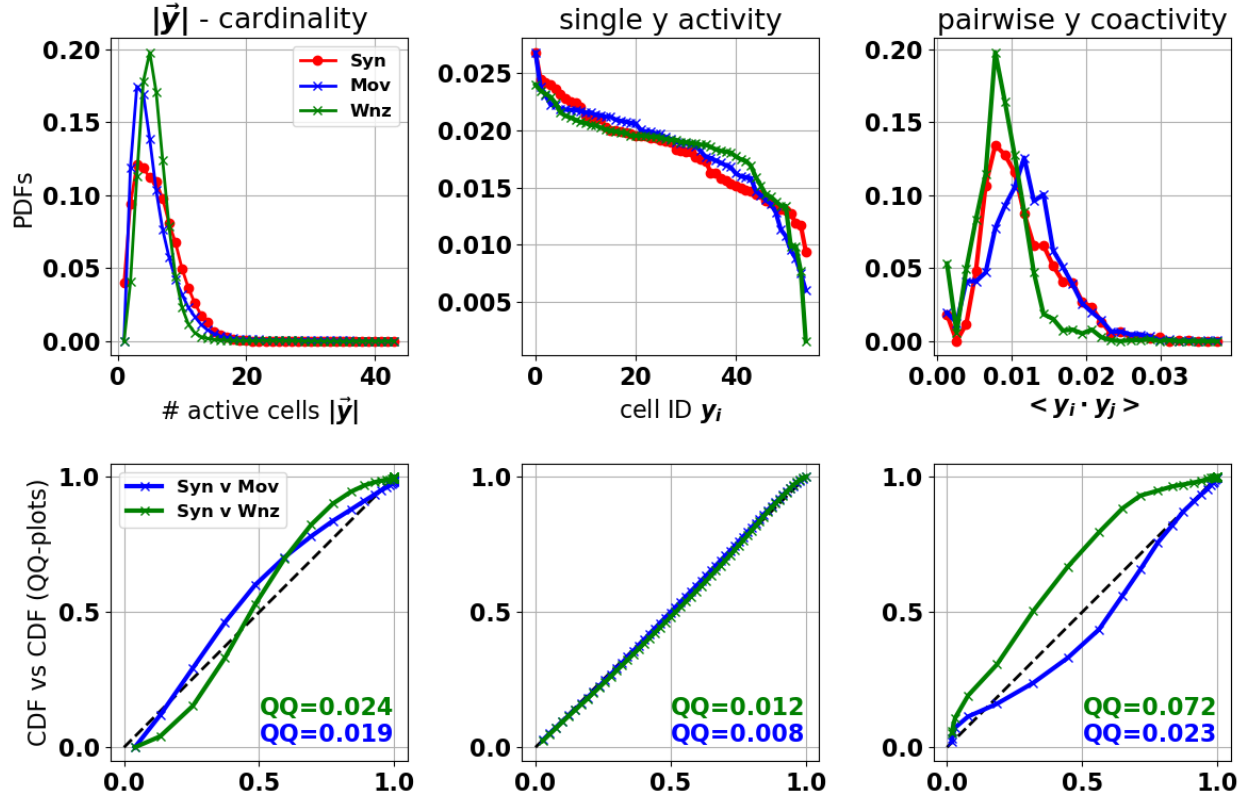 |y⃗| - cardinality
single y activity
pairwise y coactivity
PDFs
0.20
0.15
0.10
0.05
0.00
Syn
Mov
Wnz
0 20 40
# active cells |y⃗|
0.025
0.020
0.015
0.010
0.005
0 20 40
cell ID y_i
0.20
0.15
0.10
0.05
0.00
0.00 0.01 0.02 0.03
< y_i · y_j >
CDF vs CDF (QQ-plots)
1.0
0.5
0.0
Syn v Mov
Syn v Wnz
QQ=0.024
QQ=0.019
0.0 0.5 1.0
1.0
0.5
0.0
QQ=0.012
QQ=0.008
0.0 0.5 1.0
1.0
0.5
0.0
QQ=0.072
QQ=0.023
0.0 0.5 1.0